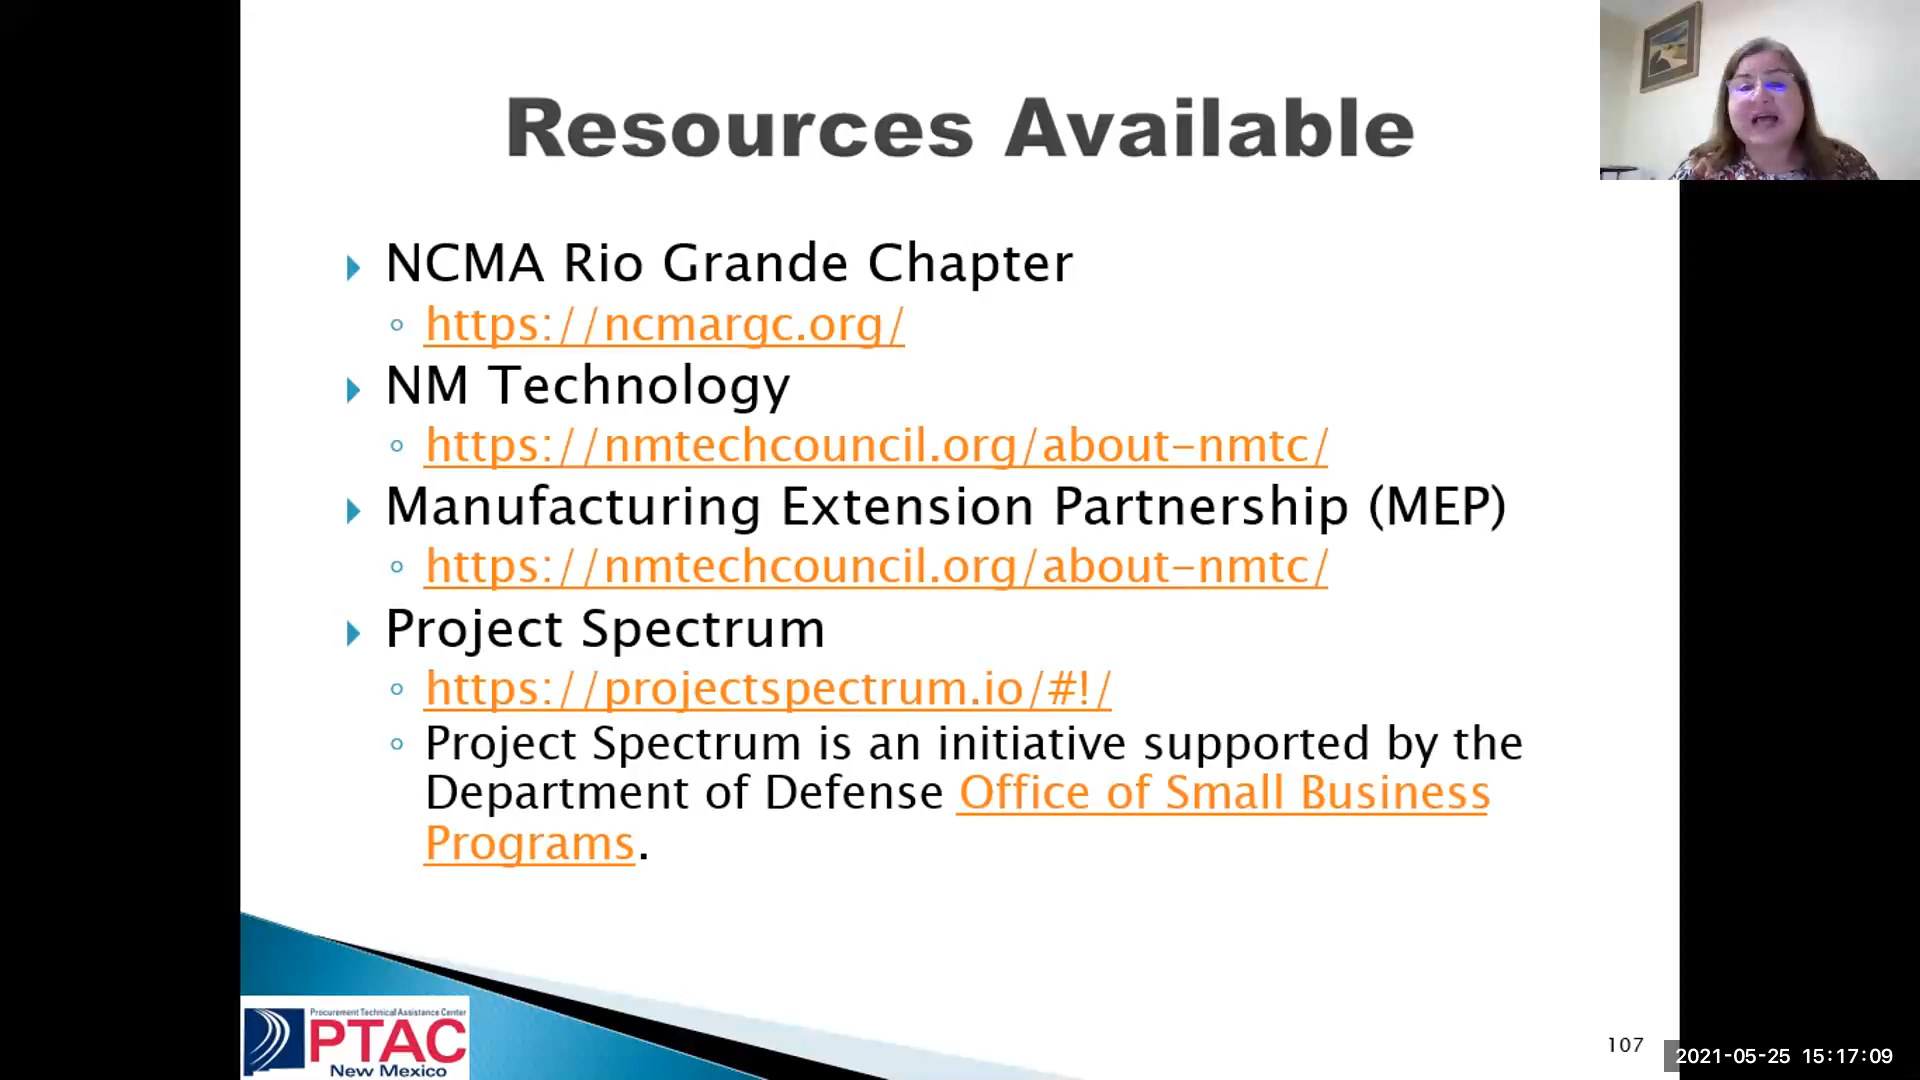 Resources Available
NCMA Rio Grande Chapter
https://ncmargc.org/
NM Technology
https://nmtechcouncil.org/about-nmtc/
Manufacturing Extension Partnership (MEP)
https://nmtechcouncil.org/about-nmtc/
Project Spectrum
https://projectspectrum.io/#!/
Project Spectrum is an initiative supported by the
Department of Defense Office of Small Business
Programs.
Procurement Technical Assistance Center
PTAC
New Mexico
107
2021-05-25 15:17:09